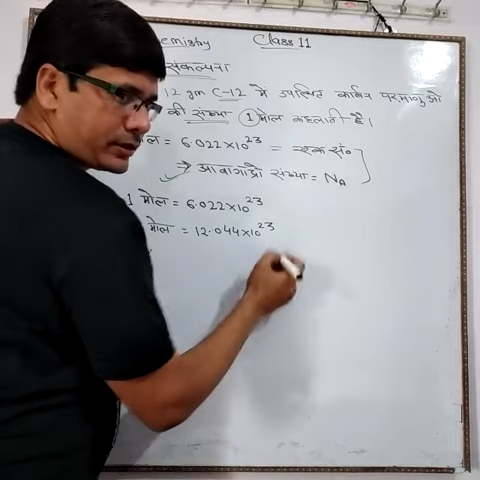 emistry Class 11
संकल्पना
12 gm C-12 में उपस्थित कार्बन परमाणुओ
की संख्या 1 मोल कहलाती है।
ल = 6.022×10²³ = एक सं०
आवागाद्रो संख्या = NA
1 मोल = 6.022×10²³
मोल = 12.044×10²³